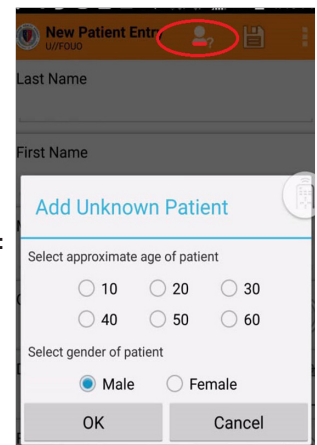 New Patient Entry
U//FOUO
?
Last Name
First Name
Add Unknown Patient
:
Select approximate age of patient
10 20 30
40 50 60
Select gender of patient
Male Female
OK Cancel